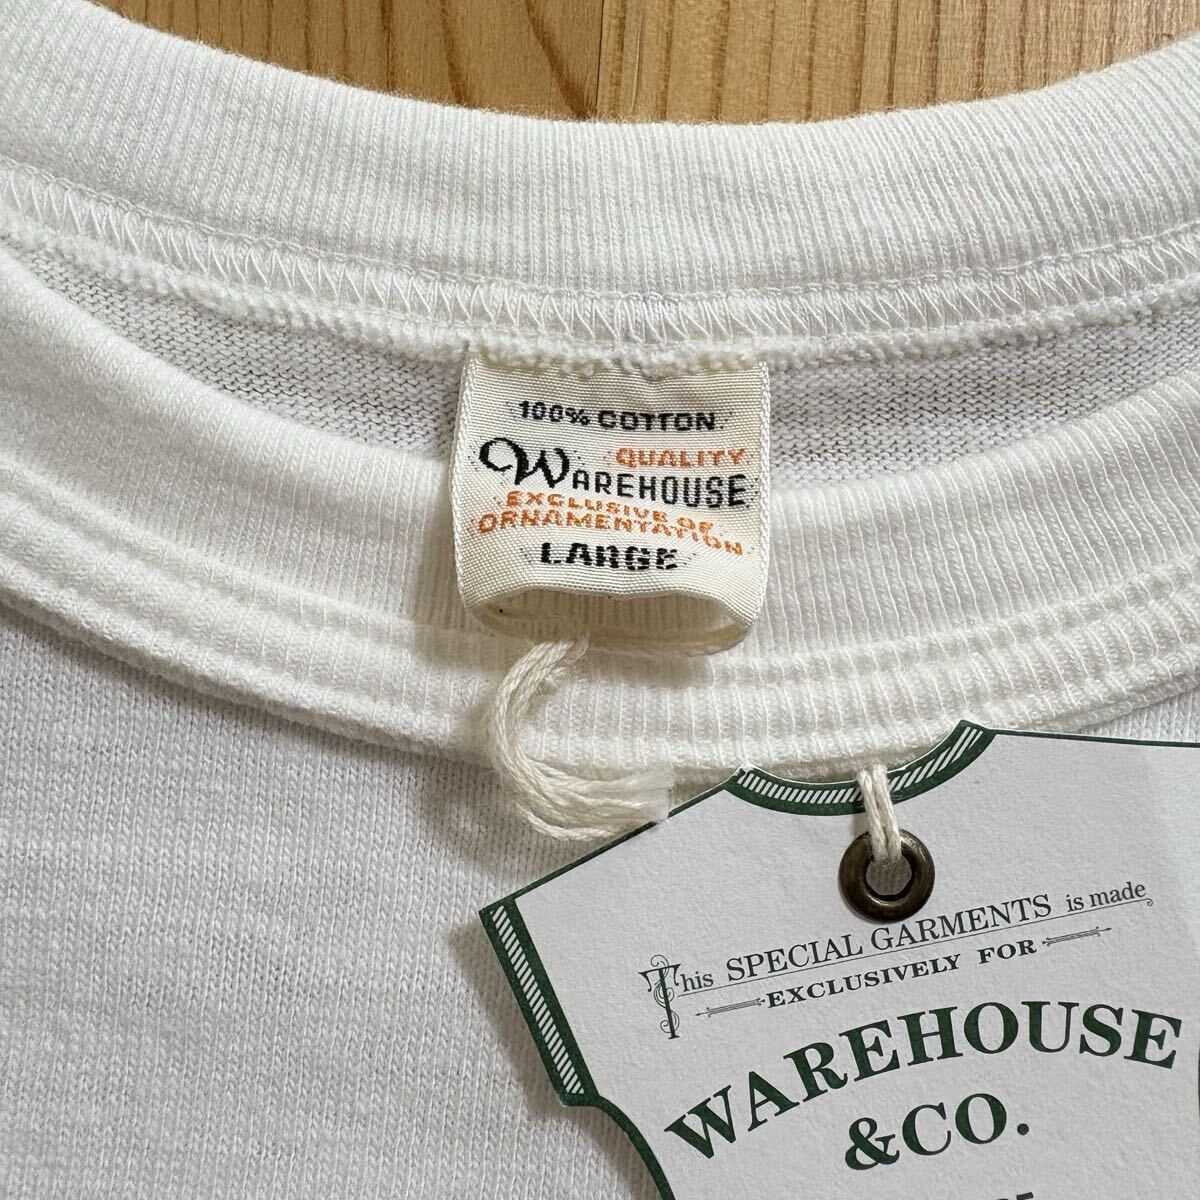 100% COTTON
QUALITY
WAREHOUSE
EXCLUSIVE OF
ORNAMENTATION
LARGE
This SPECIAL GARMENTS is made
EXCLUSIVELY FOR
WAREHOUSE
&CO.